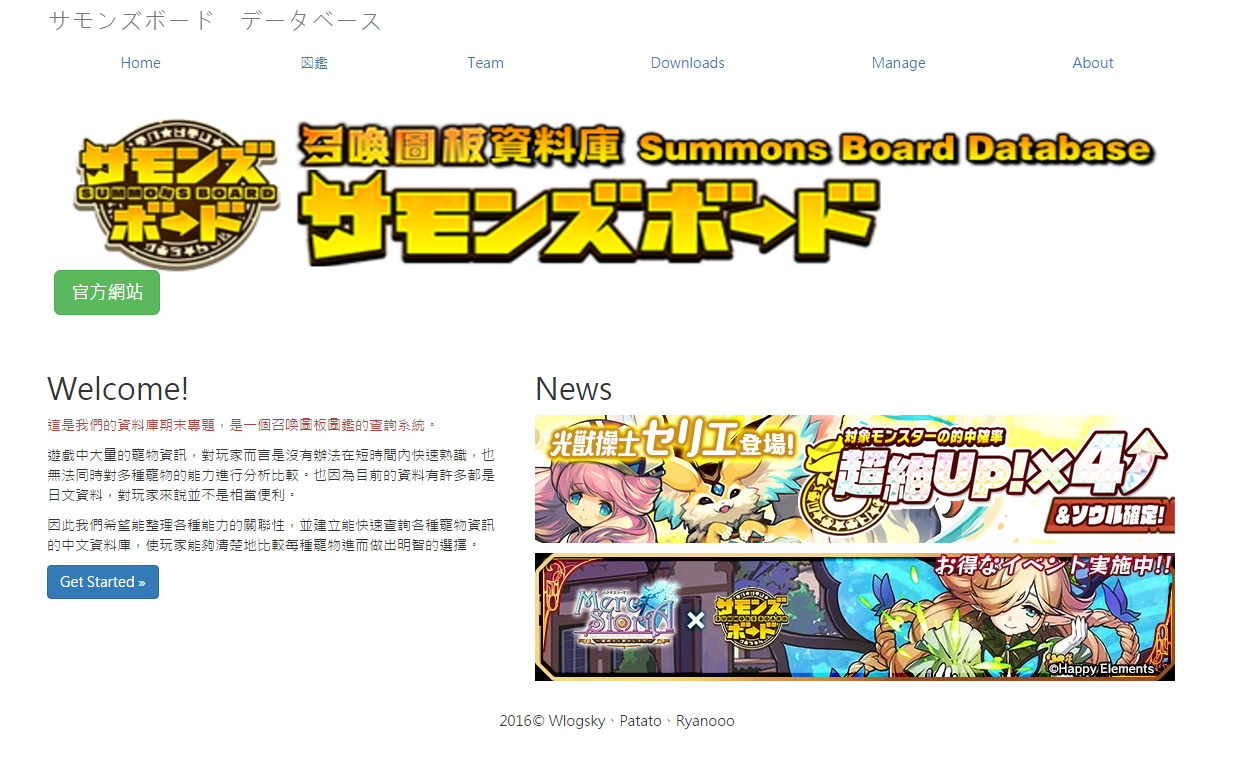 サモンズボード　データベース
Home 図鑑 Team Downloads Manage About
サモンズ
SUMMONS BOARD
ボード
召喚圖板資料庫 Summons Board Database
サモンズボード
官方網站
Welcome!
這是我們的資料庫期末專題，是一個召喚圖板圖鑑的查詢系統。
遊戲中大量的寵物資訊，對玩家而言是沒有辦法在短時間內快速熟識，也
無法同時對多種寵物的能力進行分析比較。也因為目前的資料有許多都是
日文資料，對玩家來說並不是相當便利。
因此我們希望能整理各種能力的關聯性，並建立能快速查詢各種寵物資訊
的中文資料庫，使玩家能夠清楚地比較每種寵物進而做出明智的選擇。
Get Started »
News
光獣操士セリエ登場!
対象モンスターの的中確率
超絶UP!×4
&ソウル確定!
お得なイベント実施中!!
Merc Storia
×
サモンズ
SUMMONS BOARD
ボード
©Happy Elements
2016© Wlogsky、Patato、Ryanooo